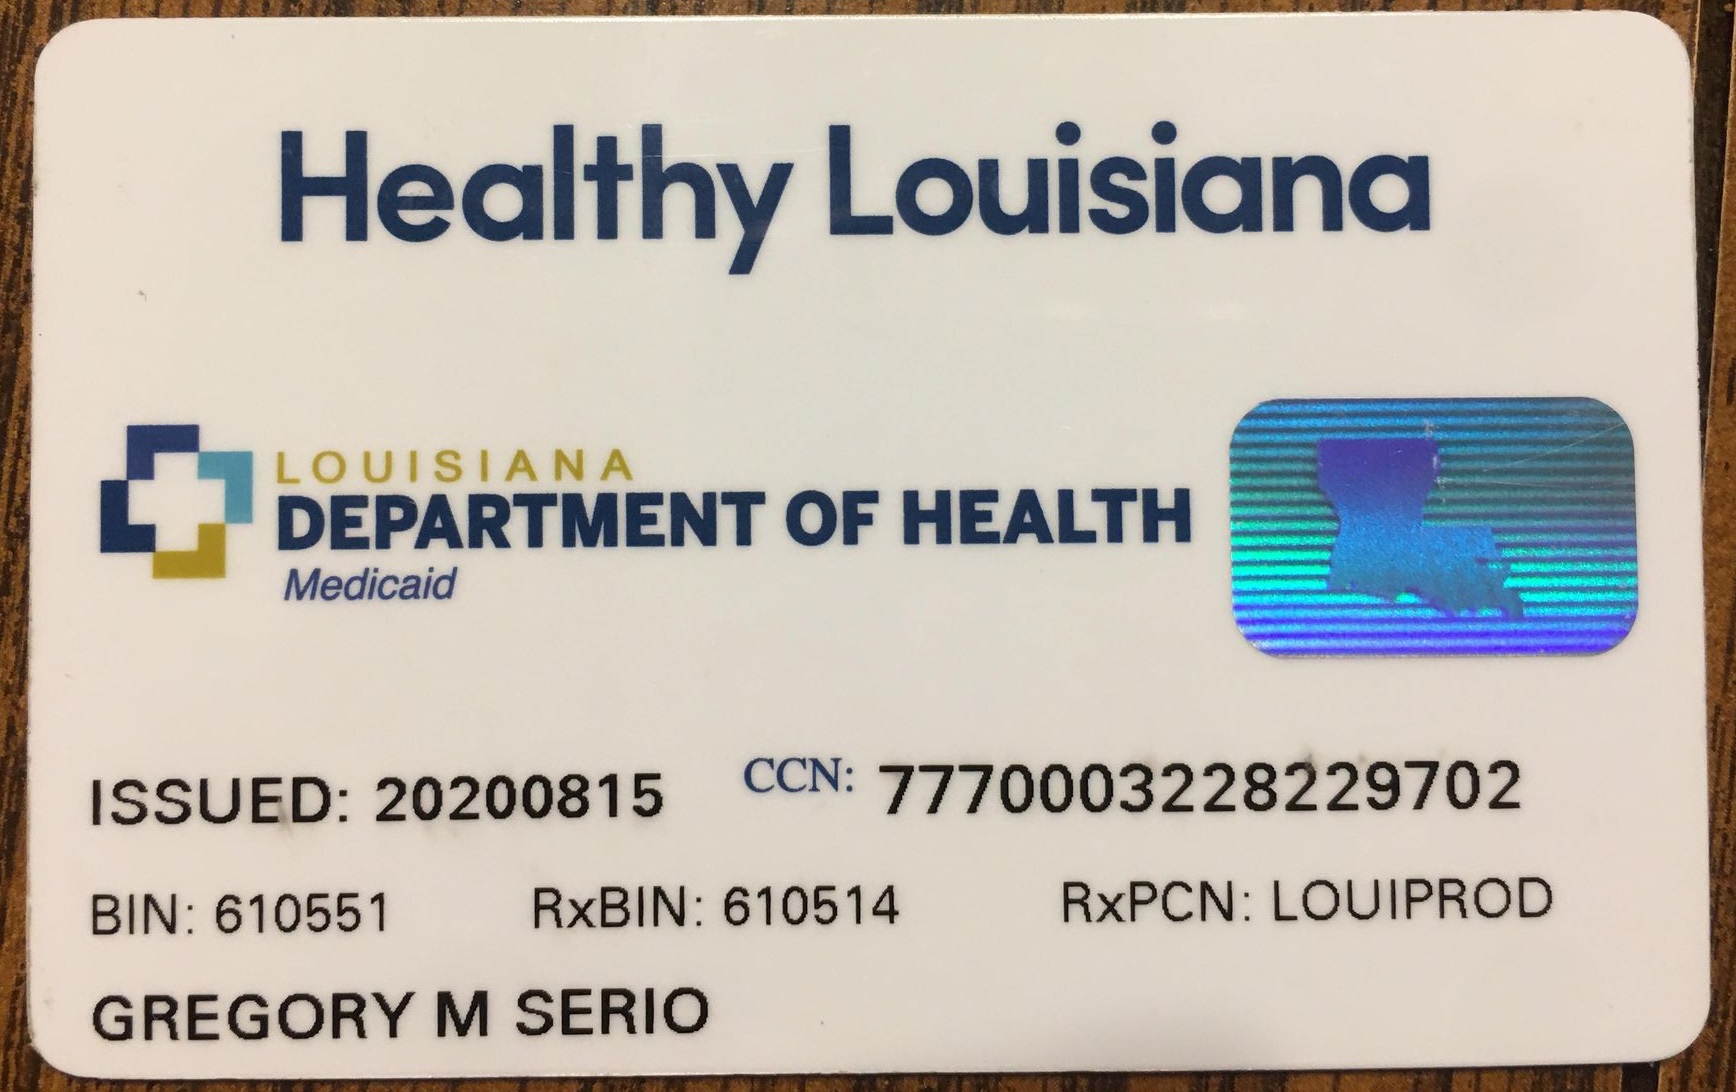 Healthy Louisiana
LOUISIANA
DEPARTMENT OF HEALTH
Medicaid
ISSUED: 20200815 CCN: 7770003228229702
BIN: 610551 RxBIN: 610514 RxPCN: LOUIPROD
GREGORY M SERIO